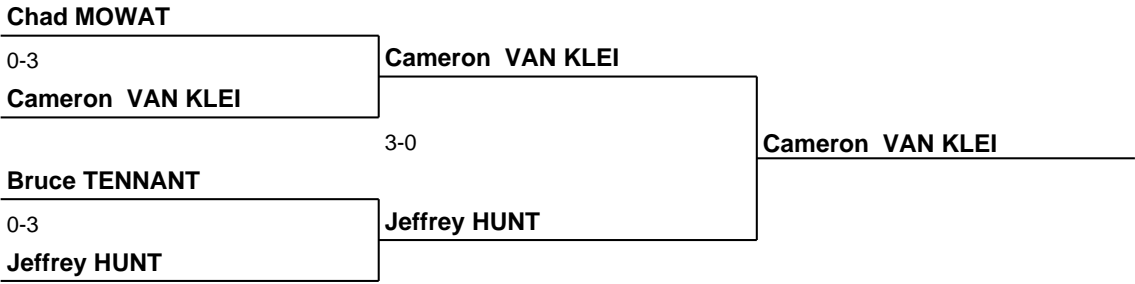 Chad MOWAT
0-3
Cameron  VAN KLEI
Cameron  VAN KLEI
Bruce TENNANT
0-3
Jeffrey HUNT
3-0
Jeffrey HUNT
Cameron  VAN KLEI